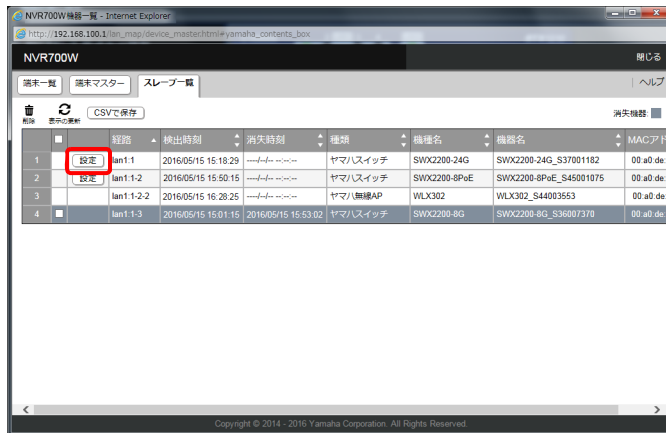 NVR700W機器一覧 - Internet Explorer
http://192.168.100.1/lan_map/device_master.html#yamaha_contents_box
NVR700W 閉じる
端末一覧 端末マスター スレーブ一覧 ヘルプ
削除 表示の更新 CSVで保存 消失機器:
経路 検出時刻 消失時刻 種類 機種名 機器名 MACアド
1 設定 lan1:1 2016/05/15 15:18:29 ----/--/-- --:--:-- ヤマハスイッチ SWX2200-24G SWX2200-24G_S37001182 00:a0:de:
2 設定 lan1:1-2 2016/05/15 15:50:15 ----/--/-- --:--:-- ヤマハスイッチ SWX2200-8PoE SWX2200-8PoE_S45001075 00:a0:de:
3 lan1:1-2-2 2016/05/15 16:28:25 ----/--/-- --:--:-- ヤマハ無線AP WLX302 WLX302_S44003553 00:a0:de:
4 lan1:1-3 2016/05/15 15:01:15 2016/05/15 15:53:02 ヤマハスイッチ SWX2200-8G SWX2200-8G_S36007370 00:a0:de:
Copyright © 2014 - 2016 Yamaha Corporation. All Rights Reserved.